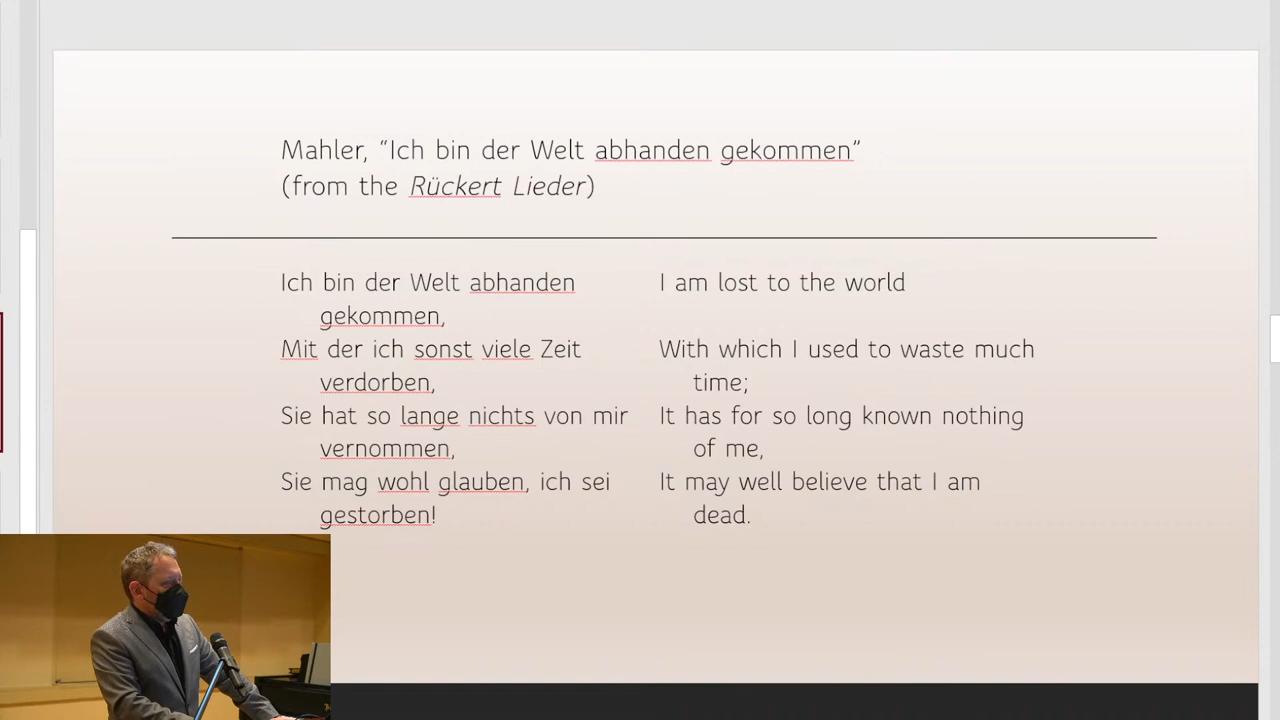 Mahler, “Ich bin der Welt abhanden gekommen”
(from the Rückert Lieder)
Ich bin der Welt abhanden
gekommen,
Mit der ich sonst viele Zeit
verdorben,
Sie hat so lange nichts von mir
vernommen,
Sie mag wohl glauben, ich sei
gestorben!
I am lost to the world
With which I used to waste much
time;
It has for so long known nothing
of me,
It may well believe that I am
dead.